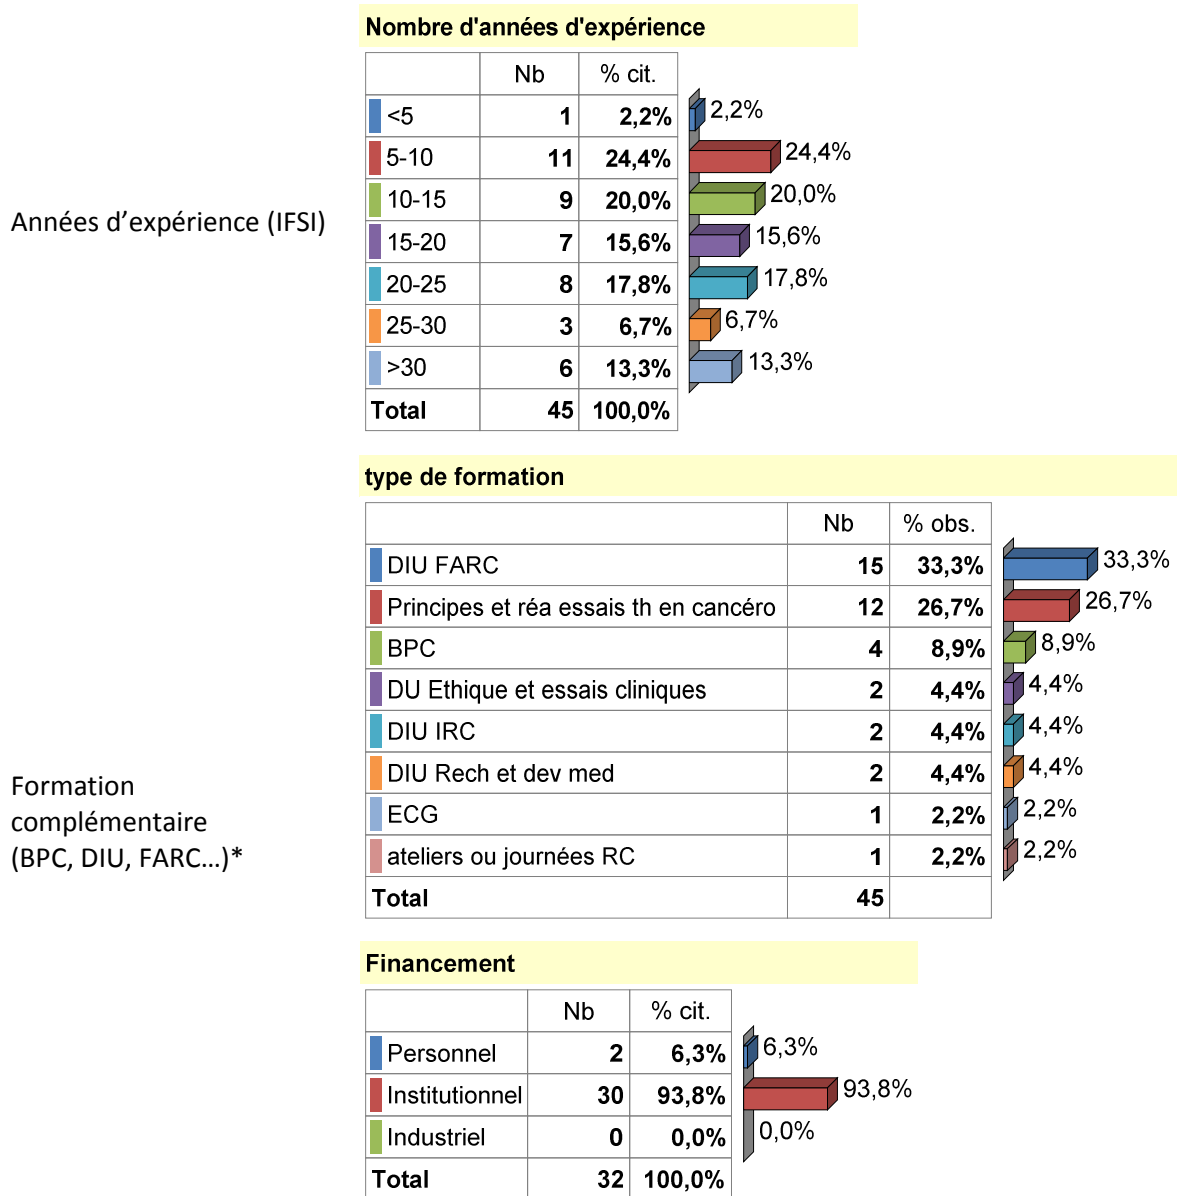 Nombre d'années d'expérience
Nb % cit.
<5 1 2,2% 2,2%
5-10 11 24,4% 24,4%
10-15 9 20,0% 20,0%
Années d’expérience (IFSI)
15-20 7 15,6% 15,6%
20-25 8 17,8% 17,8%
25-30 3 6,7% 6,7%
>30 6 13,3% 13,3%
Total 45 100,0%
type de formation
Nb % obs.
DIU FARC 15 33,3% 33,3%
Principes et réa essais th en cancéro 12 26,7% 26,7%
BPC 4 8,9% 8,9%
DU Ethique et essais cliniques 2 4,4% 4,4%
DIU IRC 2 4,4% 4,4%
DIU Rech et dev med 2 4,4% 4,4%
ECG 1 2,2% 2,2%
ateliers ou journées RC 1 2,2% 2,2%
Total 45
Formation
complémentaire
(BPC, DIU, FARC…)*
Financement
Nb % cit.
Personnel 2 6,3% 6,3%
Institutionnel 30 93,8% 93,8%
Industriel 0 0,0% 0,0%
Total 32 100,0%